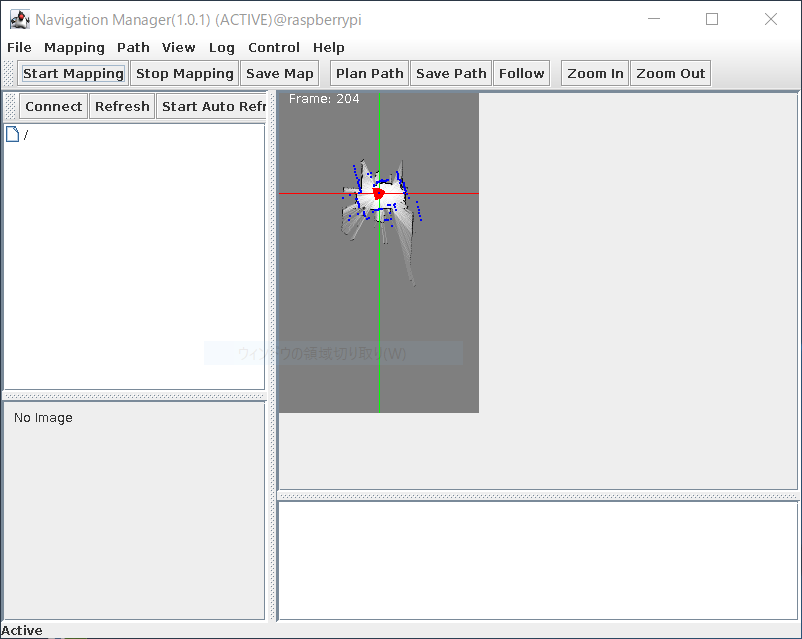 Navigation Manager(1.0.1) (ACTIVE)@raspberrypi
File Mapping Path View Log Control Help
Start Mapping Stop Mapping Save Map Plan Path Save Path Follow Zoom In Zoom Out
Connect Refresh Start Auto Refr
Frame: 204
/
ウィンドウの領域切り取り(W)
No Image
Active